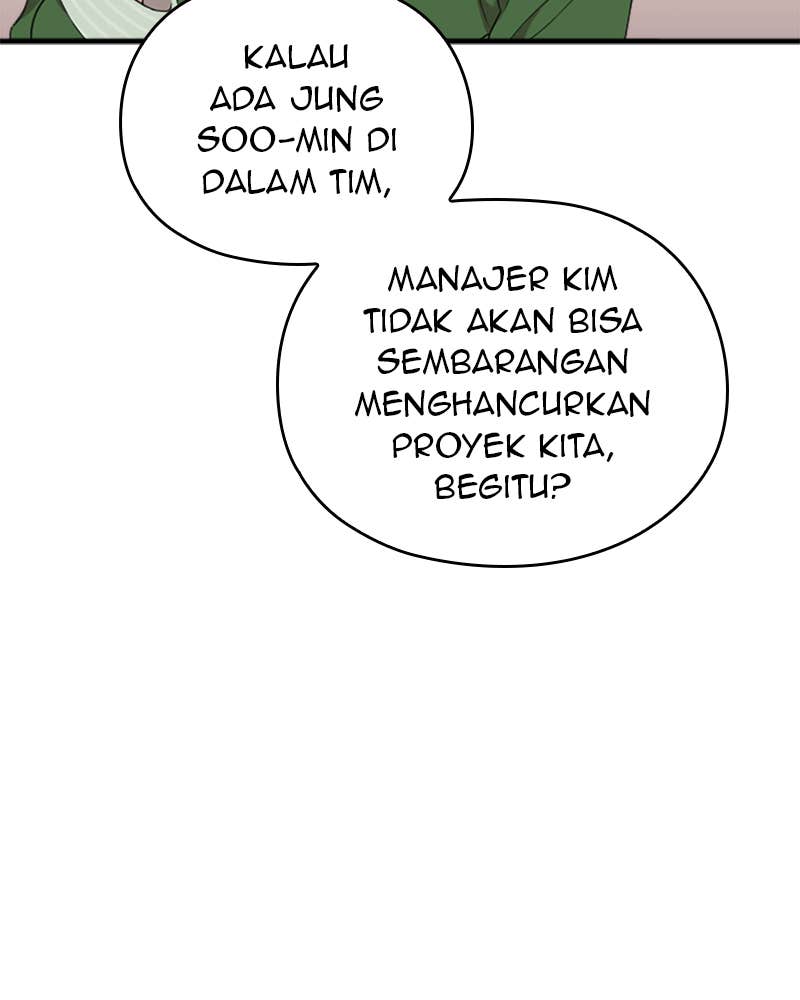 KALAU
ADA JUNG
SOO-MIN DI
DALAM TIM,
MANAJER KIM
TIDAK AKAN BISA
SEMBARANGAN
MENGHANCURKAN
PROYEK KITA,
BEGITU?